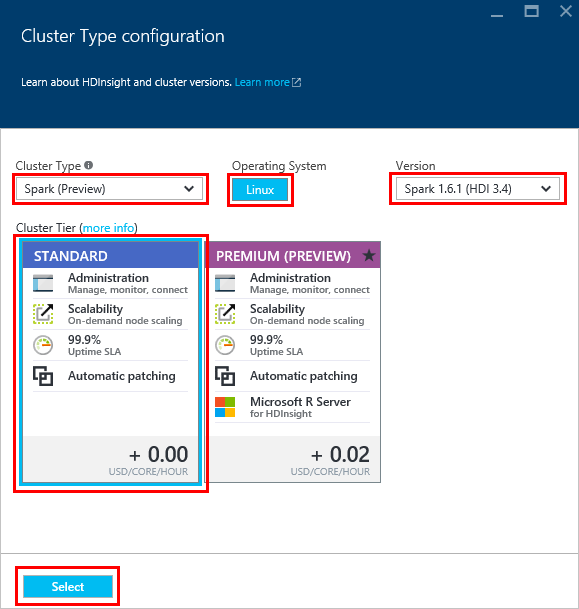 Cluster Type configuration
Learn about HDInsight and cluster versions. Learn more
Cluster Type
Operating System
Version
Spark (Preview)
Linux
Spark 1.6.1 (HDI 3.4)
Cluster Tier (more info)
STANDARD
Administration
Manage, monitor, connect
Scalability
On-demand node scaling
99.9%
Uptime SLA
Automatic patching
+ 0.00
USD/CORE/HOUR
PREMIUM (PREVIEW)
Administration
Manage, monitor, connect
Scalability
On-demand node scaling
99.9%
Uptime SLA
Automatic patching
Microsoft R Server
for HDInsight
+ 0.02
USD/CORE/HOUR
Select